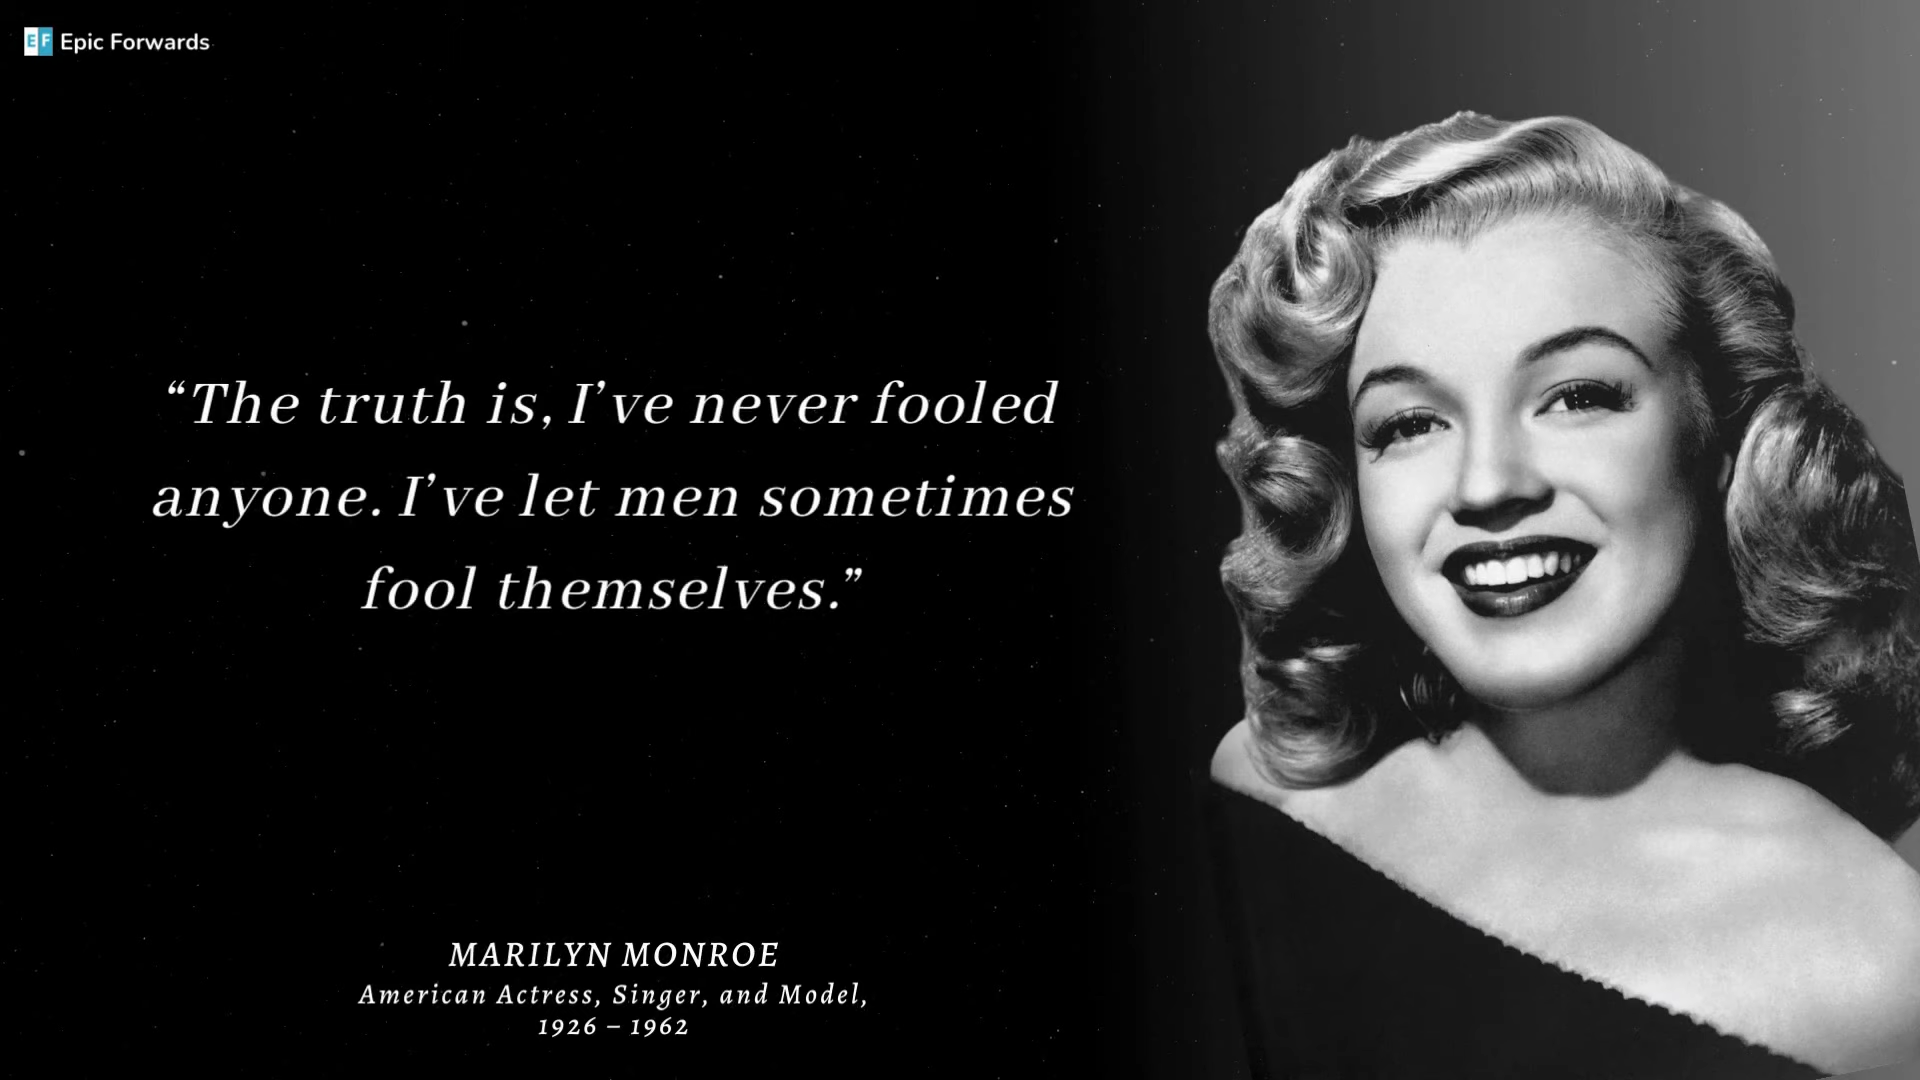 EF Epic Forwards
“The truth is, I’ve never fooled
anyone. I’ve let men sometimes
fool themselves.”
MARILYN MONROE
American Actress, Singer, and Model,
1926 – 1962